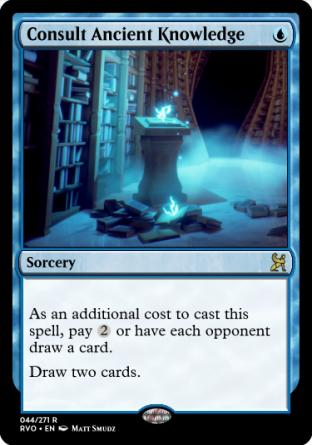 Consult Ancient Knowledge
Sorcery
As an additional cost to cast this
spell, pay 2 or have each opponent
draw a card.
Draw two cards.
044/271 R
RVO • EN Matt Smudz